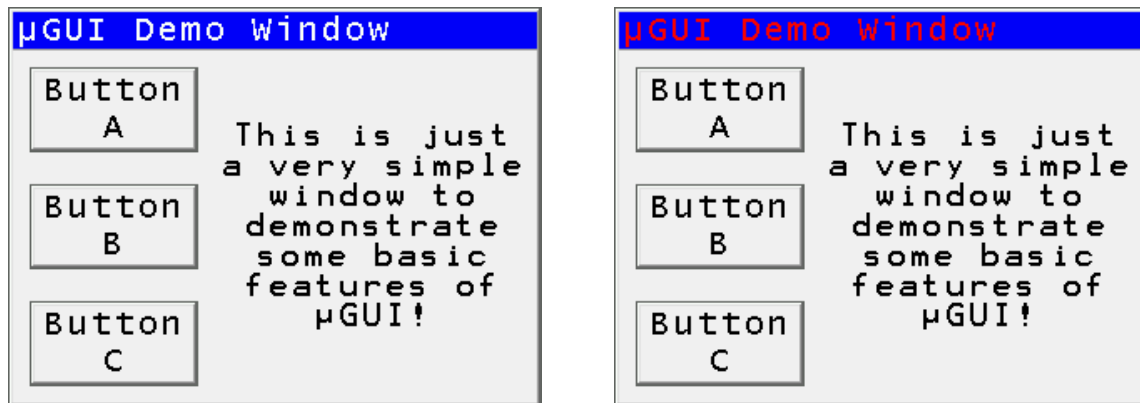 µGUI Demo Window
Button
A
Button
B
Button
C
This is just
a very simple
window to
demonstrate
some basic
features of
µGUI!
µGUI Demo Window
Button
A
Button
B
Button
C
This is just
a very simple
window to
demonstrate
some basic
features of
µGUI!